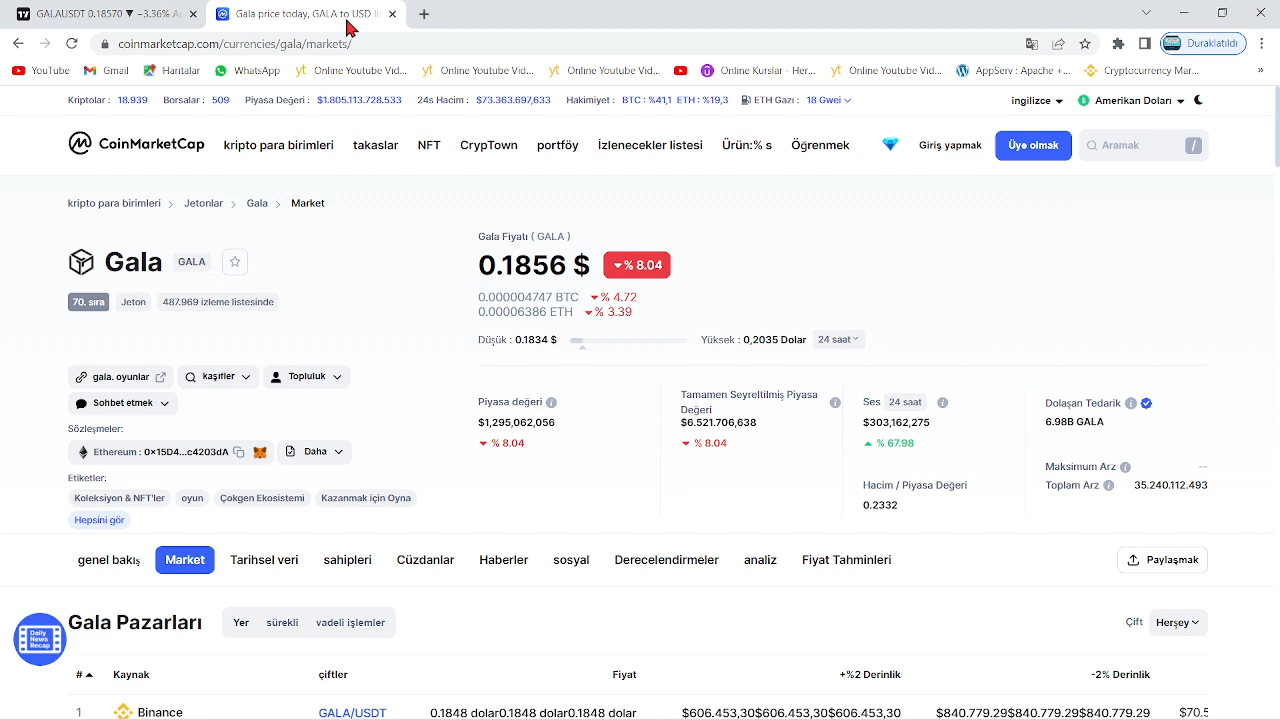 GALAUSDT 0.18570 ▼ −3.36% A
Gala price today, GALA to USD li
coinmarketcap.com/currencies/gala/markets/
Duraklatıldı
YouTube
Gmail
Haritalar
WhatsApp
Online Youtube Vid...
Online Youtube Vid...
Online Youtube Vid...
Online Kurslar - Her...
Online Youtube Vid...
AppServ : Apache +...
Cryptocurrency Mar...
»
Kriptolar : 18.939 Borsalar : 509 Piyasa Değeri : $1.805.113.728.533 24s Hacim : $73.363.697,633 Hakimiyet : BTC : %41,1 ETH : %19,3 ETH Gazı : 18 Gwei
ingilizce
Amerikan Doları
CoinMarketCap
kripto para birimleri
takaslar
NFT
CrypTown
portföy
İzlenecekler listesi
Ürün:% s
Öğrenmek
Giriş yapmak
Üye olmak
Aramak
/
kripto para birimleri > Jetonlar > Gala > Market
Gala GALA
70. sıra
Jeton
487.969 izleme listesinde
Gala Fiyatı ( GALA )
0.1856 $ % 8.04
0.000004747 BTC % 4.72
0.00006386 ETH % 3.39
Düşük : 0.1834 $ Yüksek : 0,2035 Dolar 24 saat
gala. oyunlar
kaşifler
Topluluk
Sohbet etmek
Sözleşmeler:
Ethereum : 0x15D4...c4203dA
Daha
Etiketler:
Koleksiyon & NFT'ler
oyun
Çokgen Ekosistemi
Kazanmak için Oyna
Hepsini gör
Piyasa değeri
$1,295,062,056
% 8.04
Tamamen Seyreltilmiş Piyasa
Değeri
$6.521.706,638
% 8.04
Ses 24 saat
$303,162,275
% 67.98
Hacim / Piyasa Değeri
0.2332
Dolaşan Tedarik
6.98B GALA
Maksimum Arz --
Toplam Arz 35.240.112.493
genel bakış
Market
Tarihsel veri
sahipleri
Cüzdanlar
Haberler
sosyal
Derecelendirmeler
analiz
Fiyat Tahminleri
Paylaşmak
Daily
News
Recap
Gala Pazarları
Yer
sürekli
vadeli işlemler
Çift Herşey
# Kaynak çiftler Fiyat +%2 Derinlik -2% Derinlik
1 Binance GALA/USDT 0.1848 dolar0.1848 dolar0.1848 dolar $606.453,30$606.453,30$606.453,30 $840.779.29$840.779.29$840.779.29 $70.5